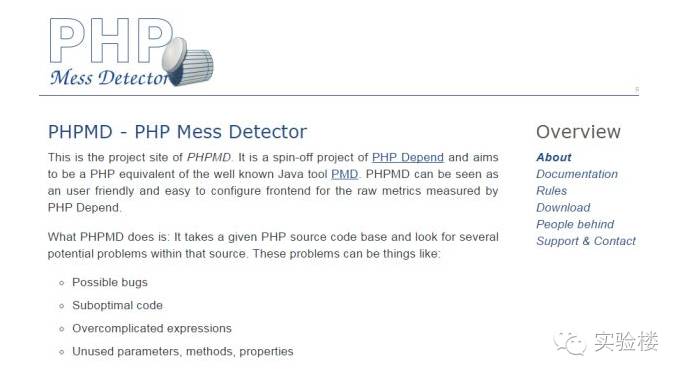 PHP
Mess Detector
PHPMD - PHP Mess Detector
This is the project site of PHPMD. It is a spin-off project of PHP Depend and aims
to be a PHP equivalent of the well known Java tool PMD. PHPMD can be seen as
an user friendly and easy to configure frontend for the raw metrics measured by
PHP Depend.
What PHPMD does is: It takes a given PHP source code base and look for several
potential problems within that source. These problems can be things like:
Possible bugs
Suboptimal code
Overcomplicated expressions
Unused parameters, methods, properties
Overview
About
Documentation
Rules
Download
People behind
Support & Contact
实验楼